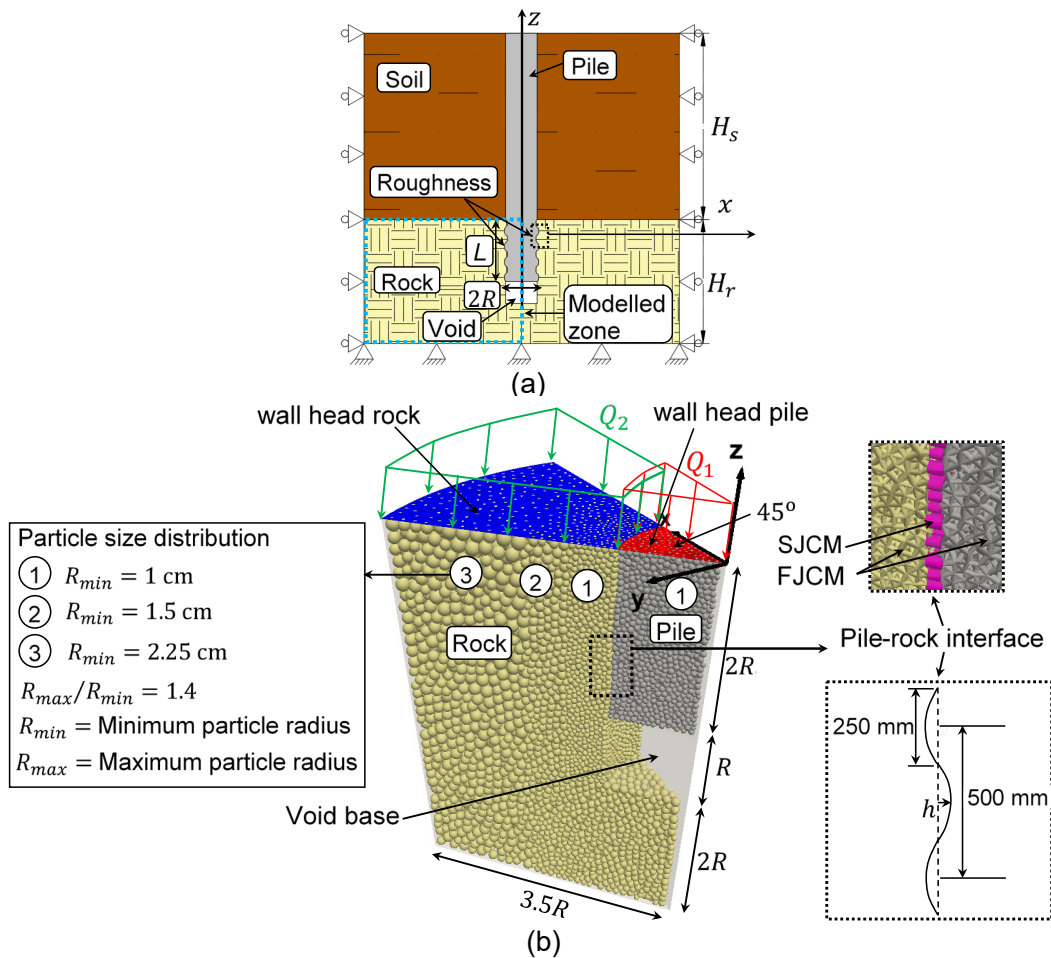 z
Soil
Pile
H_s
Roughness
x
L
Rock
2R
H_r
Void
Modelled
zone
(a)
wall head rock
Q_2
wall head pile
Q_1
z
45°
x
y
Particle size distribution
1 R_min = 1 cm
2 R_min = 1.5 cm
3 R_min = 2.25 cm
R_max/R_min = 1.4
R_min = Minimum particle radius
R_max = Maximum particle radius
3
2
1
1
Rock
Pile
2R
R
2R
Void base
3.5R
SJCM
FJCM
Pile-rock interface
250 mm
h
500 mm
(b)